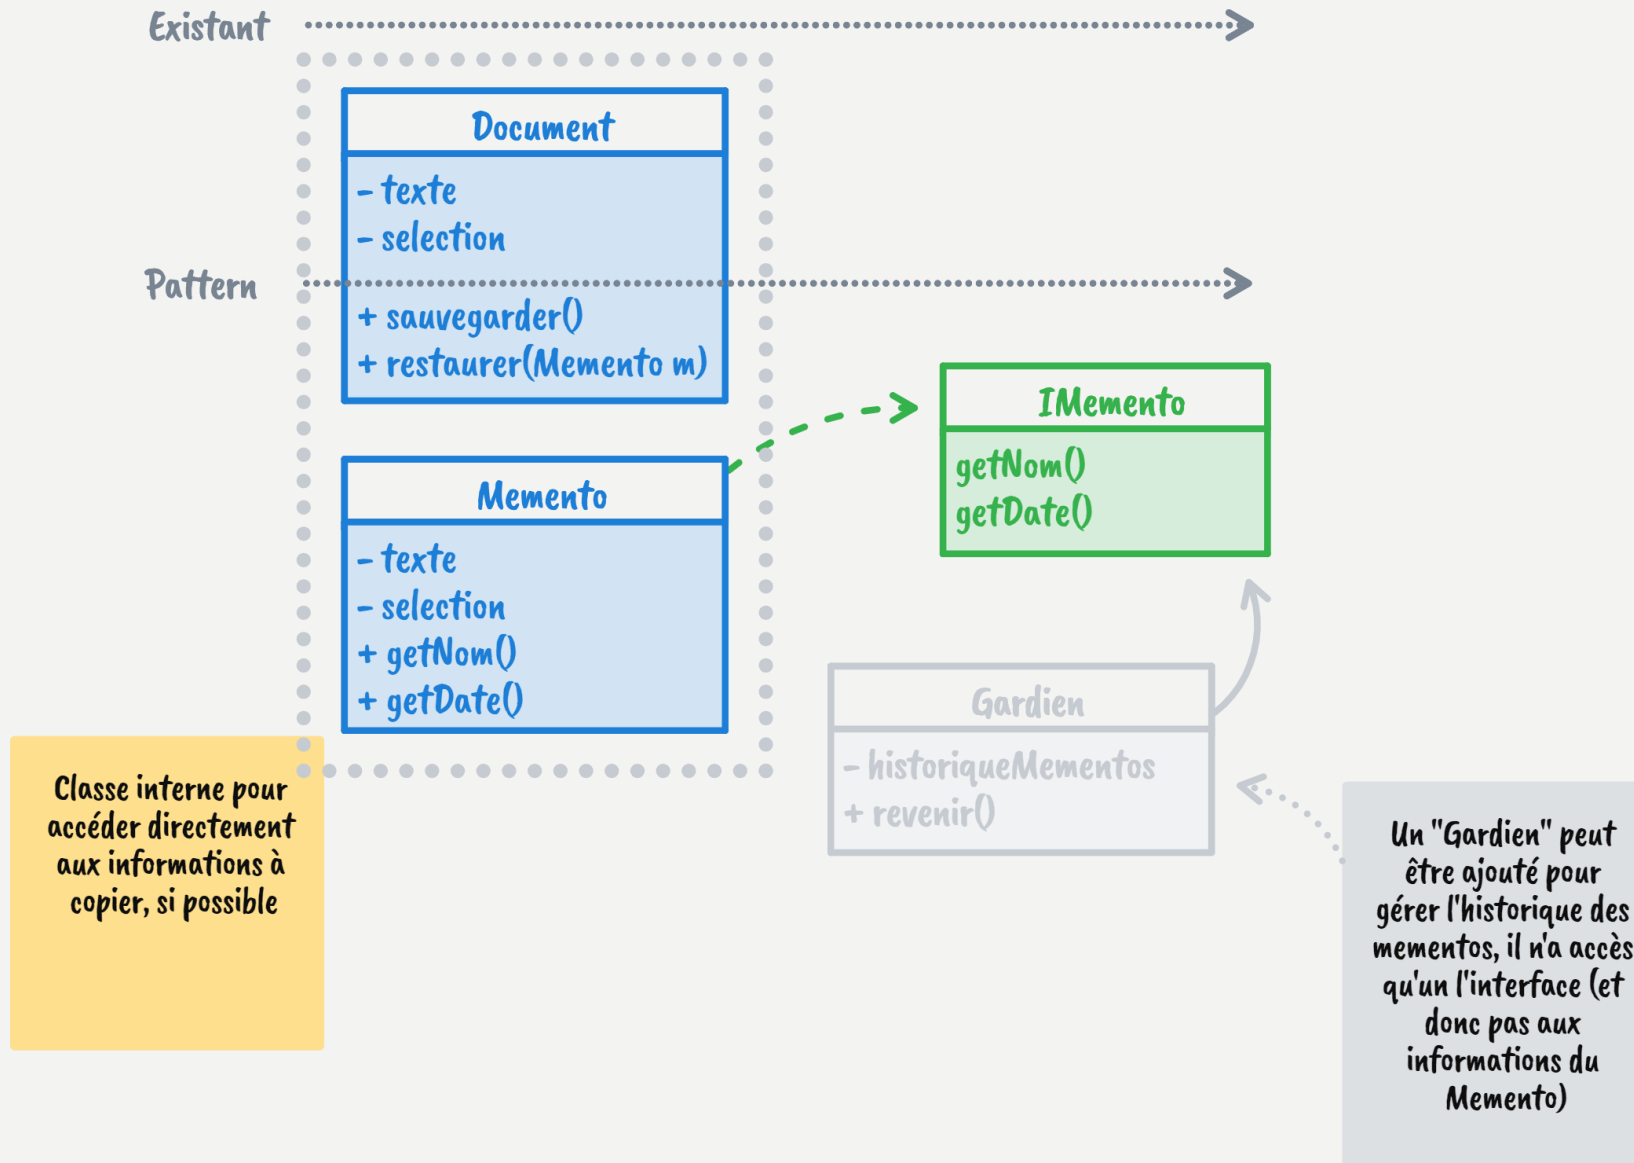 Existant
Document
- texte
- selection
Pattern
+ sauvegarder()
+ restaurer(Memento m)
IMemento
getNom()
getDate()
Memento
- texte
- selection
+ getNom()
+ getDate()
Gardien
- historiqueMementos
+ revenir()
Classe interne pour
accéder directement
aux informations à
copier, si possible
Un "Gardien" peut
être ajouté pour
gérer l'historique des
mementos, il n'a accès
qu'un l'interface (et
donc pas aux
informations du
Memento)